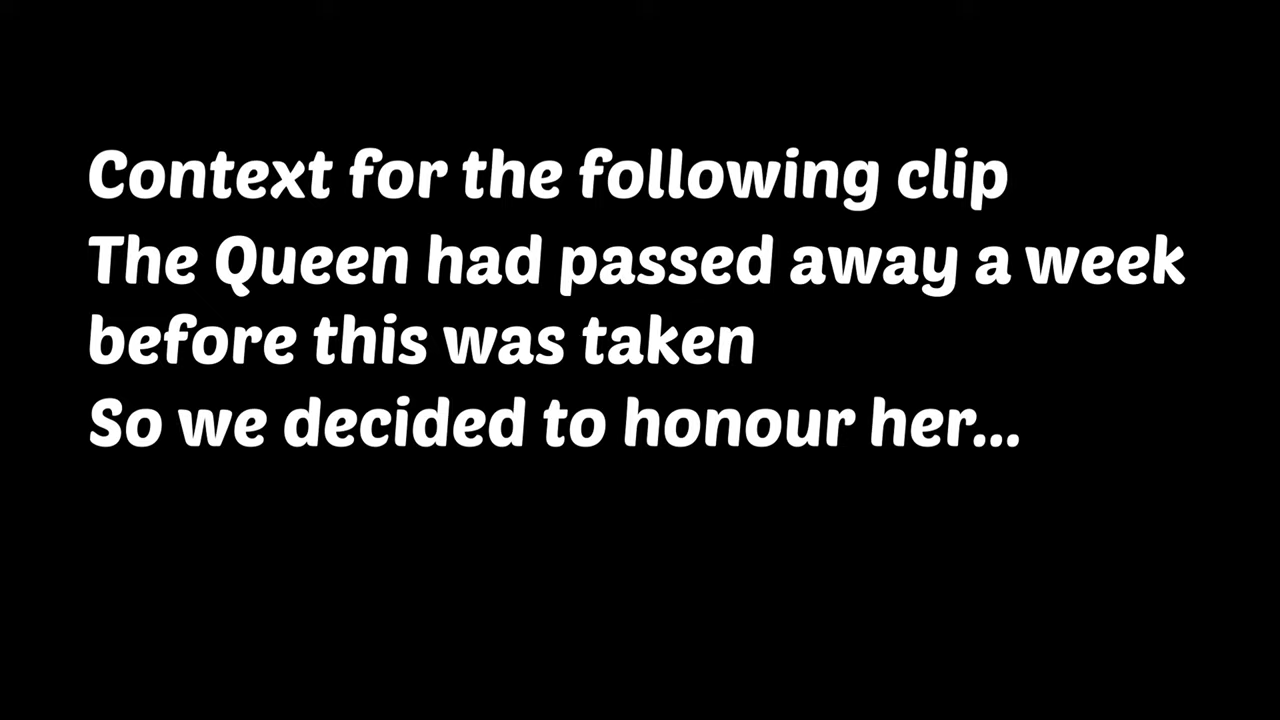 Context for the following clip
The Queen had passed away a week
before this was taken
So we decided to honour her...